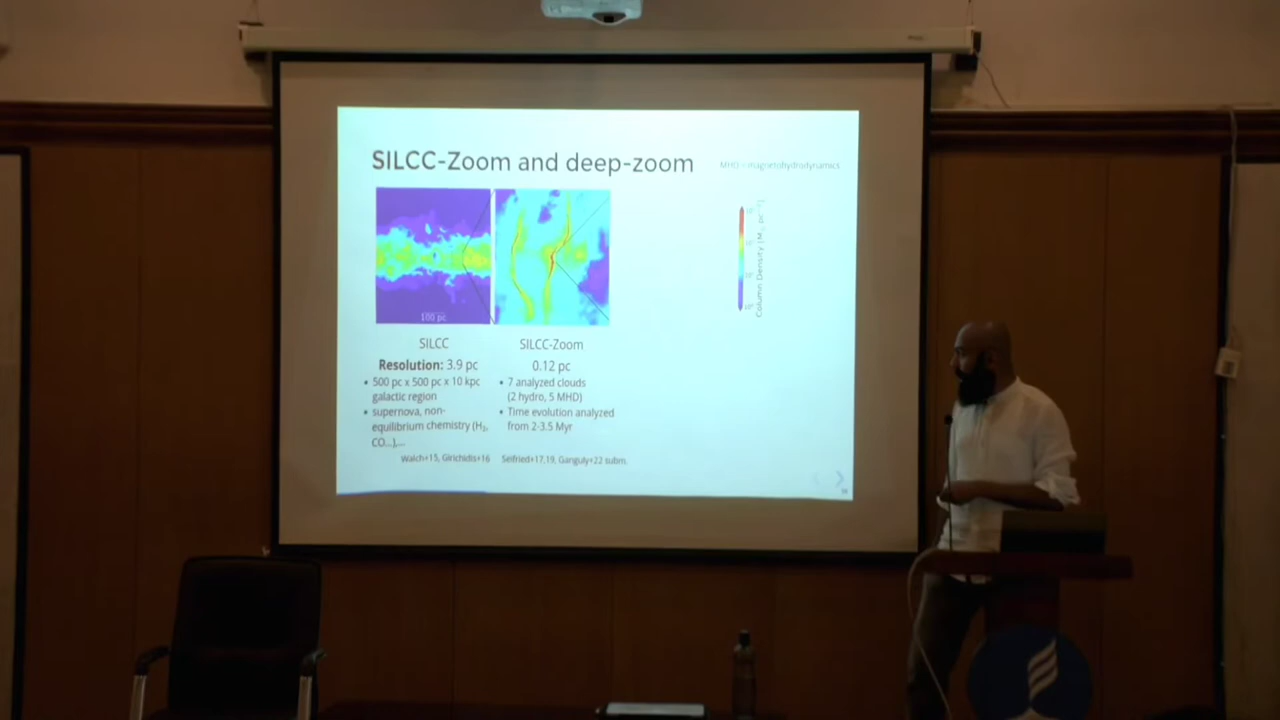 SILCC-Zoom and deep-zoom
MHD: magnetohydrodynamics
100 pc
Column Density
SILCC
SILCC-Zoom
Resolution: 3.9 pc
0.12 pc
• 500 pc x 500 pc x 10 kpc
galactic region
• supernova, non-
equilibrium chemistry (H₂,
CO...),...
• 7 analyzed clouds
(2 hydro, 5 MHD)
• Time evolution analyzed
from 2-3.5 Myr
Walch+15, Girichidis+16
Seifried+17,19, Ganguly+22 subm.